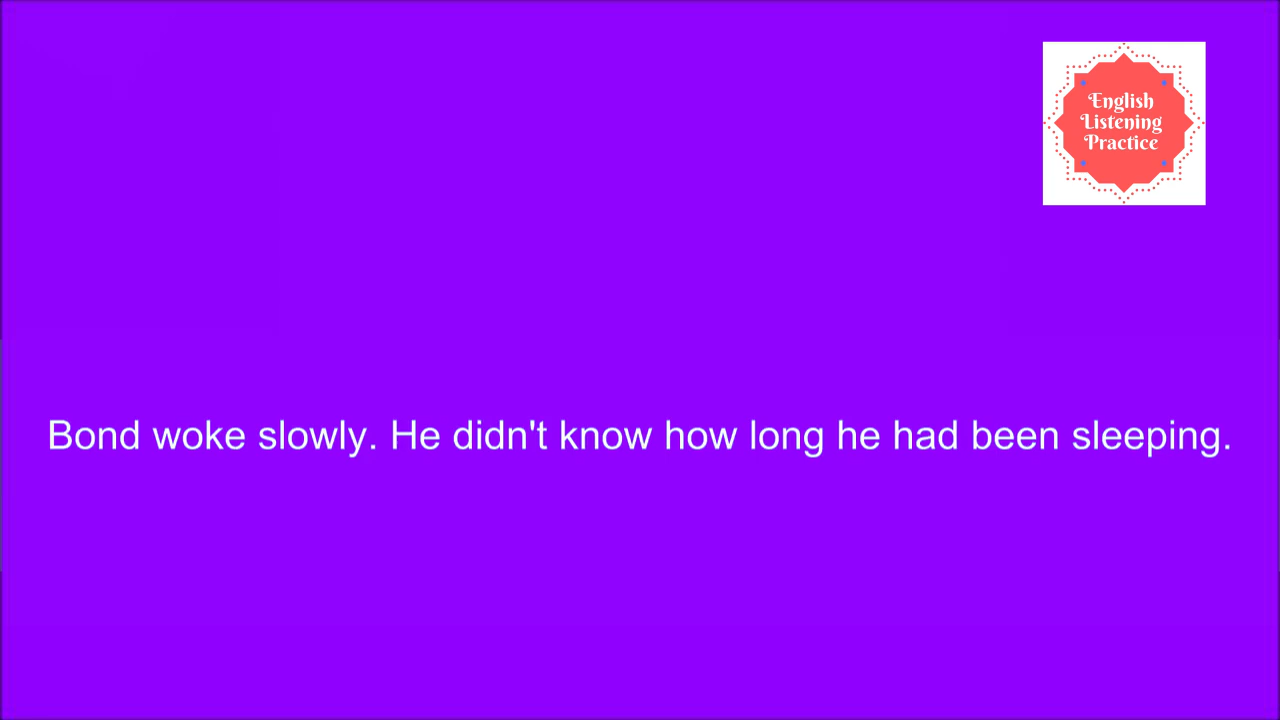 English
Listening
Practice
Bond woke slowly. He didn't know how long he had been sleeping.